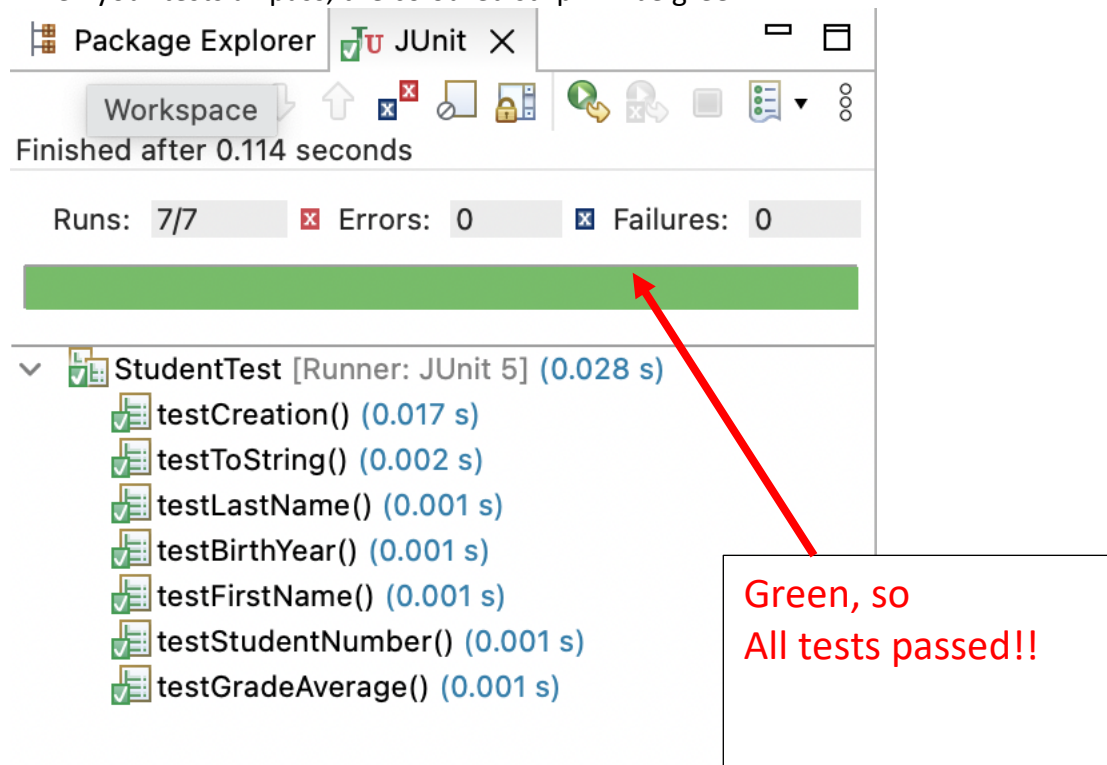 Package Explorer JUnit
Workspace
Finished after 0.114 seconds
Runs: 7/7 Errors: 0 Failures: 0
StudentTest [Runner: JUnit 5] (0.028 s)
testCreation() (0.017 s)
testToString() (0.002 s)
testLastName() (0.001 s)
testBirthYear() (0.001 s)
testFirstName() (0.001 s)
testStudentNumber() (0.001 s)
testGradeAverage() (0.001 s)
Green, so
All tests passed!!